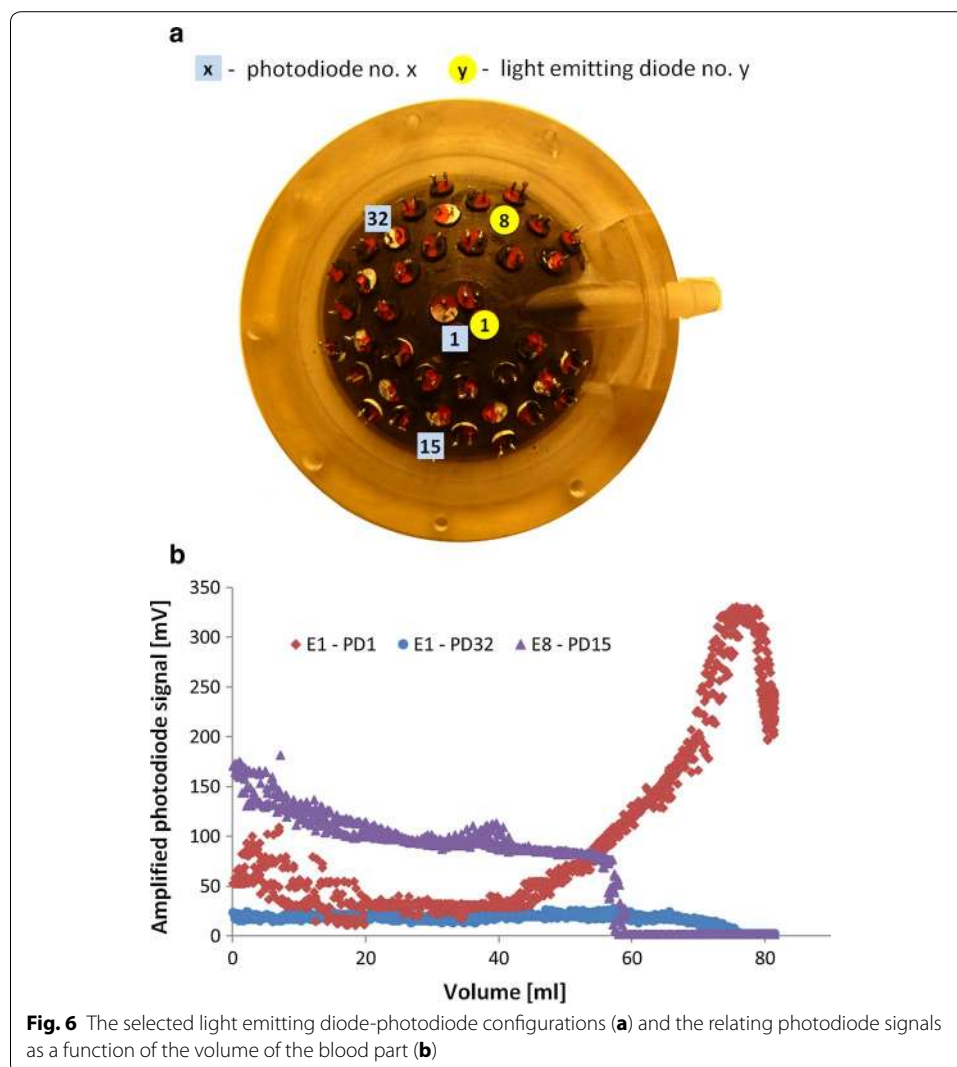 a
x - photodiode no. x y - light emitting diode no. y
32
8
1
1
15
b
350
300
250
200
150
100
50
0
Amplified photodiode signal [mV]
E1 - PD1 E1 - PD32 E8 - PD15
0 20 40 60 80
Volume [ml]
Fig. 6 The selected light emitting diode-photodiode configurations (a) and the relating photodiode signals
as a function of the volume of the blood part (b)